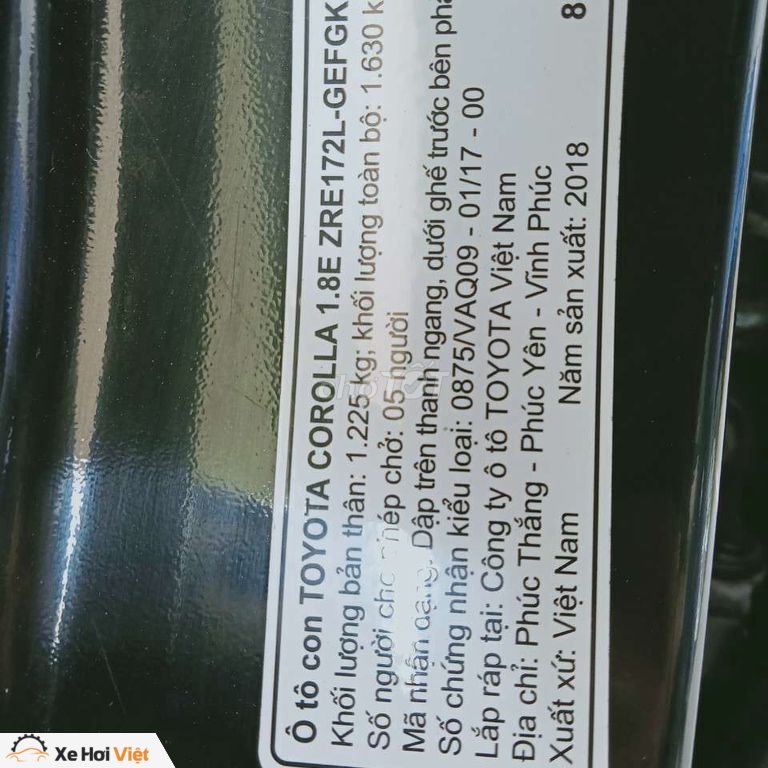 Ô tô con TOYOTA COROLLA 1.8E ZRE172L-GEFGK
Khối lượng bản thân: 1.225 kg; khối lượng toàn bộ: 1.630 k
Số người cho phép chở: 05 người
Mã nhận dạng: Dập trên thanh ngang, dưới ghế trước bên phả
Số chứng nhận kiểu loại: 0875/VAQ09 - 01/17 - 00
Lắp ráp tại: Công ty ô tô TOYOTA Việt Nam
Địa chỉ: Phúc Thắng - Phúc Yên - Vĩnh Phúc
Xuất xứ: Việt Nam Năm sản xuất: 2018
8
chợ TỐT
Xe Hơi Việt